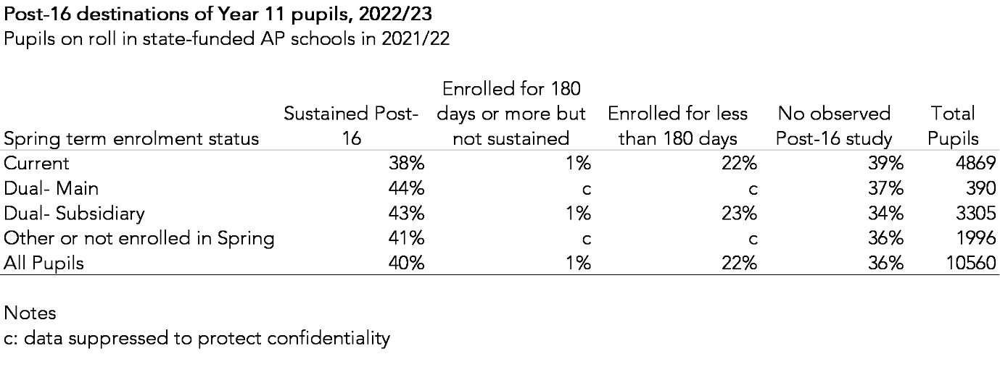 Post-16 destinations of Year 11 pupils, 2022/23
Pupils on roll in state-funded AP schools in 2021/22
Enrolled for 180
Sustained Post- days or more but Enrolled for less No observed Total
Spring term enrolment status 16 not sustained than 180 days Post-16 study Pupils
Current 38% 1% 22% 39% 4869
Dual- Main 44% c c 37% 390
Dual- Subsidiary 43% 1% 23% 34% 3305
Other or not enrolled in Spring 41% c c 36% 1996
All Pupils 40% 1% 22% 36% 10560
Notes
c: data suppressed to protect confidentiality